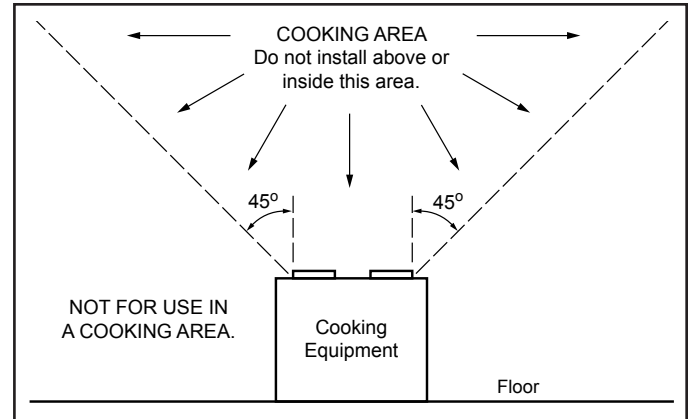 COOKING AREA
Do not install above or
inside this area.
45º
45º
NOT FOR USE IN
A COOKING AREA.
Cooking
Equipment
Floor